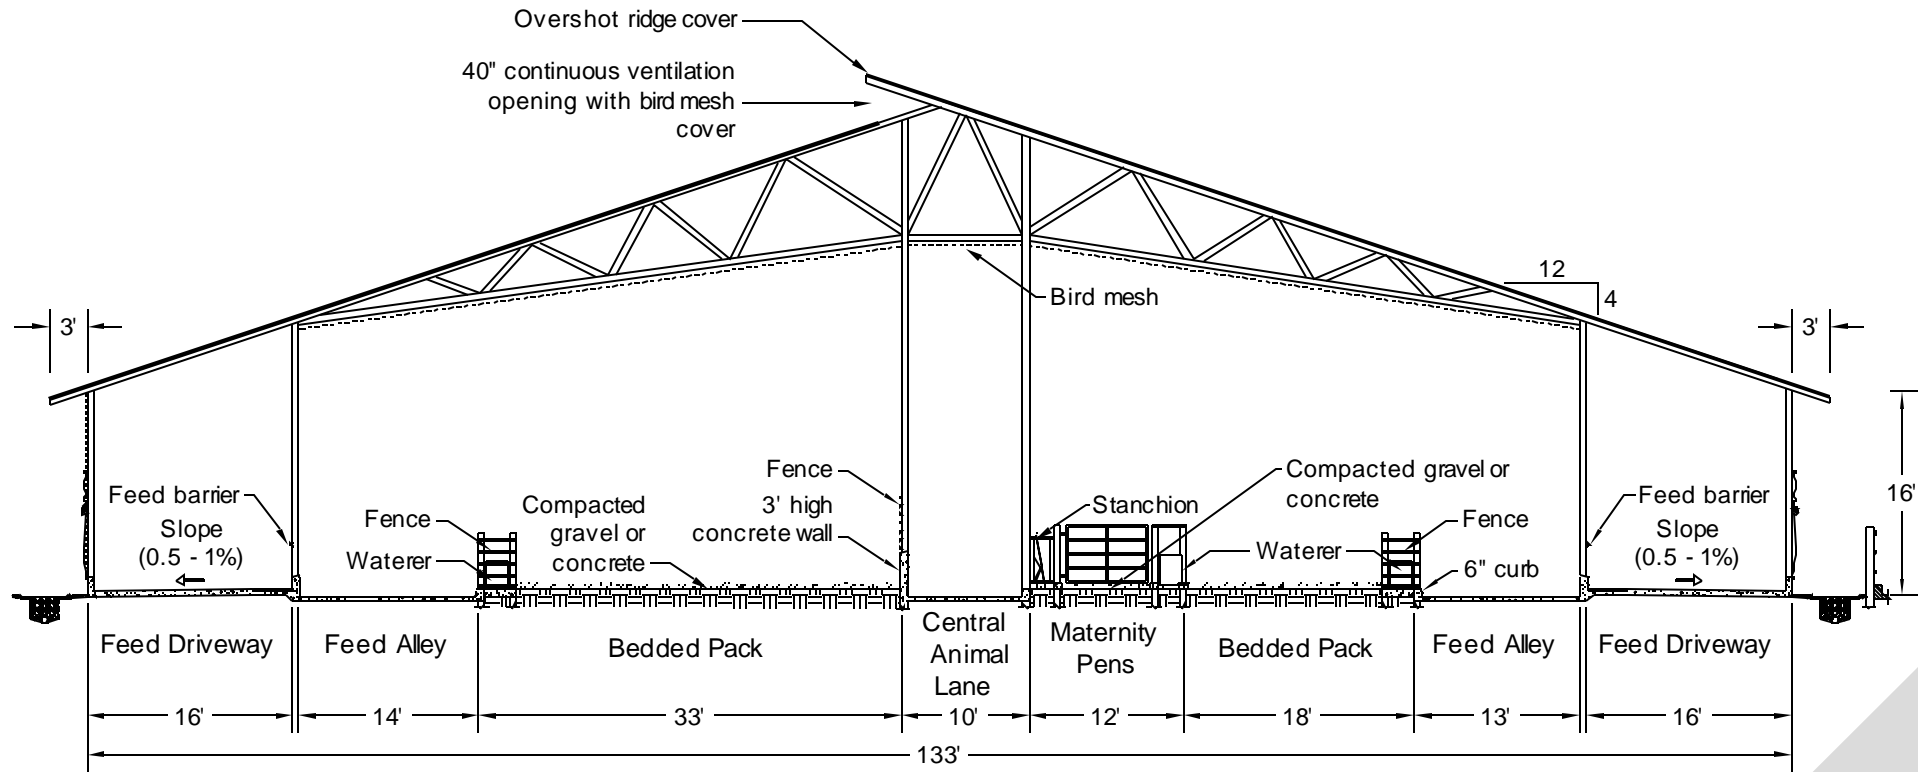 Overshot ridge cover
40" continuous ventilation
opening with bird mesh
cover
Bird mesh
12
4
3'
3'
16'
Feed barrier
Slope
(0.5 - 1%)
Fence
Waterer
Compacted
gravel or
concrete
Fence
3' high
concrete wall
Stanchion
Compacted gravel or
concrete
Waterer
Fence
6" curb
Feed barrier
Slope
(0.5 - 1%)
Feed Driveway
Feed Alley
Bedded Pack
Central
Animal
Lane
Maternity
Pens
Bedded Pack
Feed Alley
Feed Driveway
16'
14'
33'
10'
12'
18'
13'
16'
133'